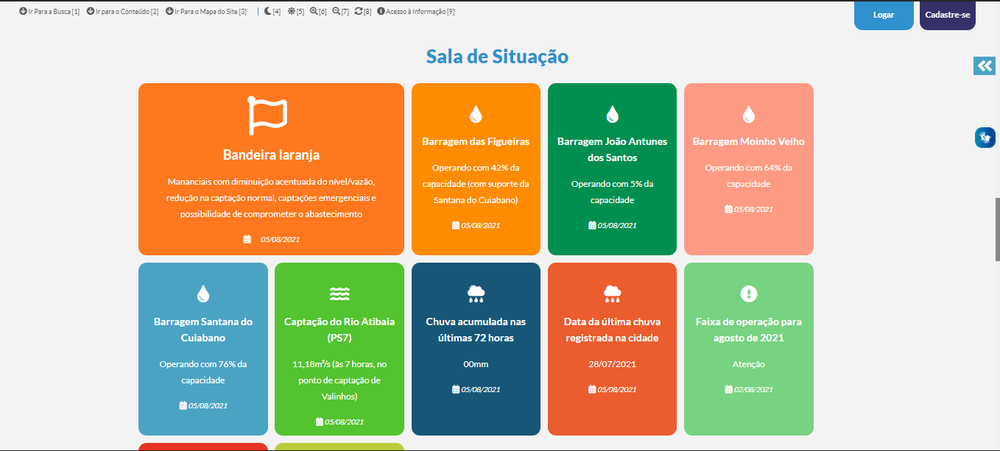 Ir Para a Busca [1] Ir para o Conteúdo [2] Ir Para o Mapa do Site [3] | [4] [5] [6] [7] [8] Acesso à Informação [9]
Logar
Cadastre-se
Sala de Situação
Bandeira laranja
Mananciais com diminuição acentuada do nível/vazão,
redução na captação normal, captações emergenciais e
possibilidade de comprometer o abastecimento
05/08/2021
Barragem das Figueiras
Operando com 42% da
capacidade (com suporte da
Santana do Cuiabano)
05/08/2021
Barragem João Antunes
dos Santos
Operando com 5% da
capacidade
05/08/2021
Barragem Moinho Velho
Operando com 64% da
capacidade
05/08/2021
Barragem Santana do
Cuiabano
Operando com 76% da
capacidade
05/08/2021
Captação do Rio Atibaia
(PS7)
11,18m³/s (às 7 horas, no
ponto de captação de
Valinhos)
05/08/2021
Chuva acumulada nas
últimas 72 horas
00mm
05/08/2021
Data da última chuva
registrada na cidade
28/07/2021
05/08/2021
Faixa de operação para
agosto de 2021
Atenção
02/08/2021